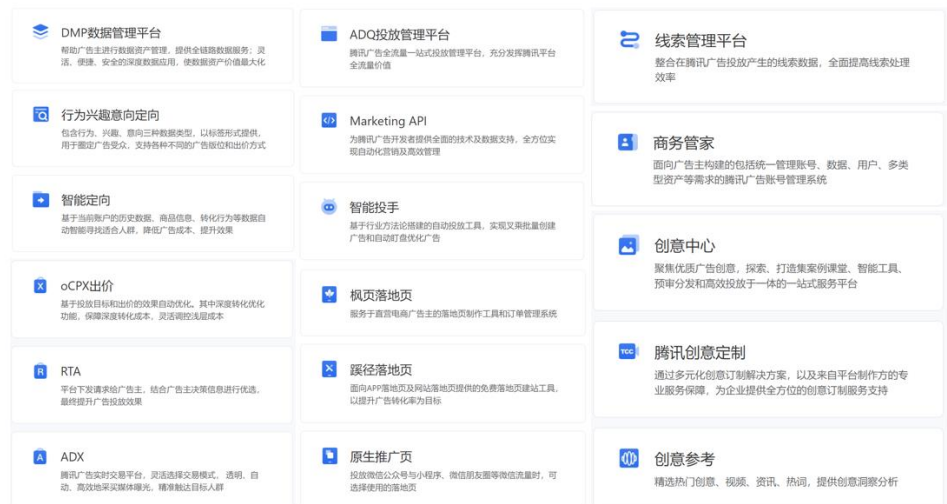 DMP数据管理平台
帮助广告主进行数据资产管理，提供全链路数据服务；灵
活、便捷、安全的深度数据应用，使数据资产价值最大化
行为兴趣意向定向
包含行为、兴趣、意向三种数据类型，以标签形式提供，
用于圈定广告受众，支持各种不同的广告版位和出价方式
智能定向
基于当前账户的历史数据、商品信息、转化行为等数据自
动智能寻找适合人群，降低广告成本、提升效果
oCPX出价
基于投放目标和出价的效果自动优化。其中深度转化优化
功能，保障深度转化成本，灵活调控浅层成本
RTA
平台下发请求给广告主，结合广告主决策信息进行优选，
最终提升广告投放效果
ADX
腾讯广告实时交易平台，灵活选择交易模式， 透明、自
动、高效地采买媒体曝光，精准触达目标人群
ADQ投放管理平台
腾讯广告全流量一站式投放管理平台，充分发挥腾讯平台
全流量价值
Marketing API
为腾讯广告开发者提供全面的技术及数据支持，全方位实
现自动化营销及高效管理
智能投手
基于行业方法论搭建的自动投放工具，实现叉乘批量创建
广告和自动盯盘优化广告
枫页落地页
服务于直营电商广告主的落地页制作工具和订单管理系统
蹊径落地页
面向APP落地页及网站落地页提供的免费落地页建站工具，
以提升广告转化率为目标
原生推广页
投放微信公众号与小程序、微信朋友圈等微信流量时，可
选择使用的落地页
线索管理平台
整合在腾讯广告投放产生的线索数据，全面提高线索处理
效率
商务管家
面向广告主构建的包括统一管理账号、数据、用户、多类
型资产等需求的腾讯广告账号管理系统
创意中心
聚焦优质广告创意，探索、打造集案例课堂、智能工具、
预审分发和高效投放于一体的一站式服务平台
TCC
腾讯创意定制
通过多元化创意订制解决方案，以及来自平台制作方的专
业服务保障，为企业提供全方位的创意订制服务支持
创意参考
精选热门创意、视频、资讯、热词，提供创意洞察分析